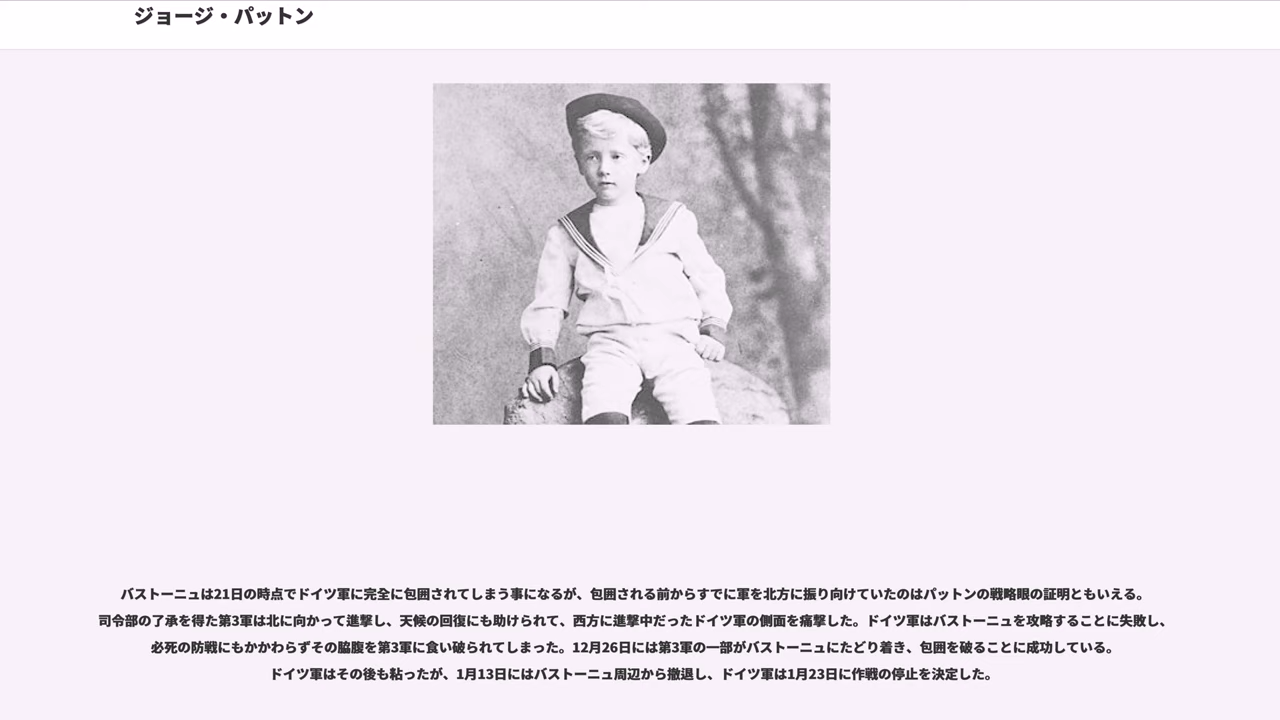 ジョージ・パットン
バストーニュは21日の時点でドイツ軍に完全に包囲されてしまう事になるが、包囲される前からすでに軍を北方に振り向けていたのはパットンの戦略眼の証明ともいえる。
司令部の了承を得た第3軍は北に向かって進撃し、天候の回復にも助けられて、西方に進撃中だったドイツ軍の側面を痛撃した。ドイツ軍はバストーニュを攻略することに失敗し、
必死の防戦にもかかわらずその脇腹を第3軍に食い破られてしまった。12月26日には第3軍の一部がバストーニュにたどり着き、包囲を破ることに成功している。
ドイツ軍はその後も粘ったが、1月13日にはバストーニュ周辺から撤退し、ドイツ軍は1月23日に作戦の停止を決定した。